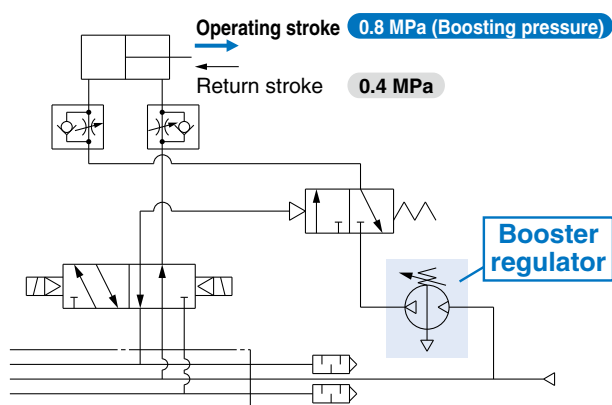 Operating stroke 0.8 MPa (Boosting pressure)
Return stroke 0.4 MPa
Booster
regulator